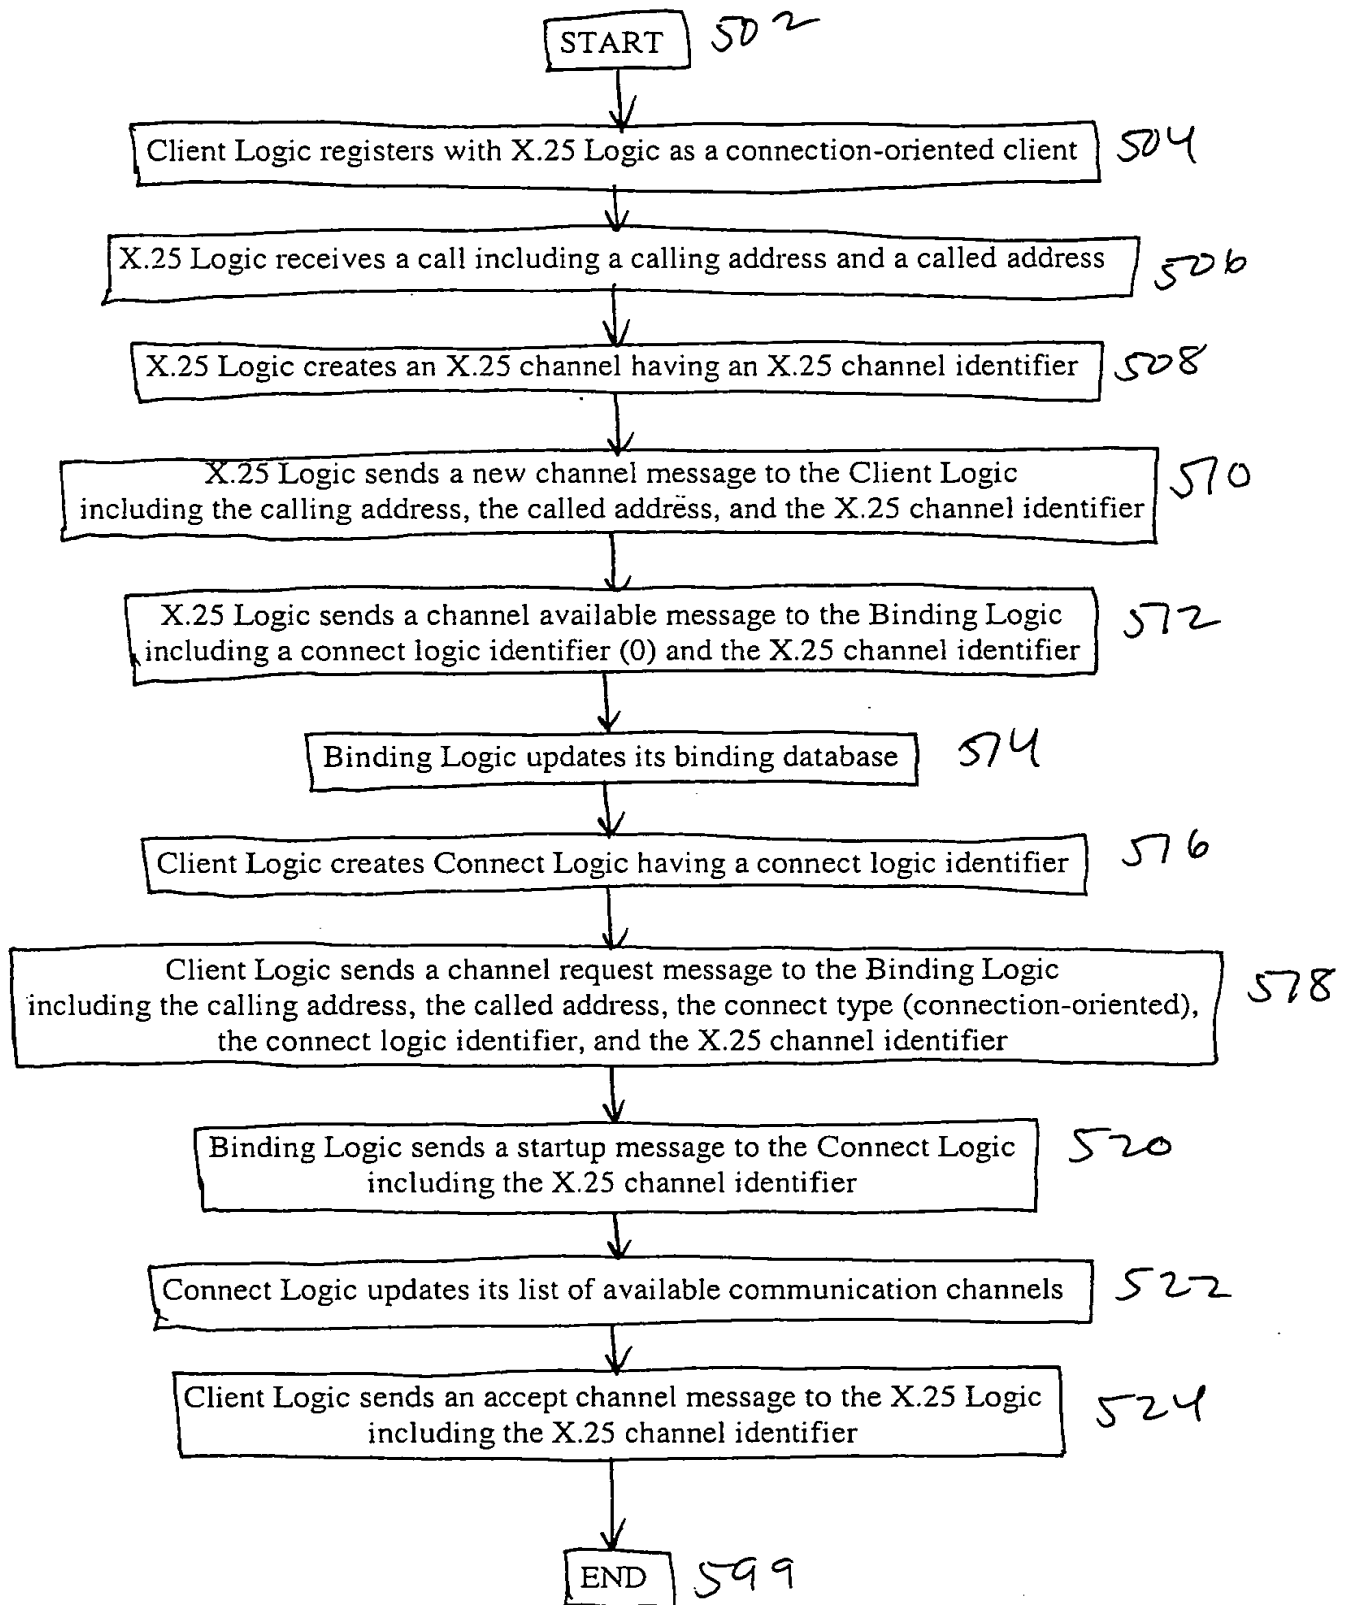 START 502
Client Logic registers with X.25 Logic as a connection-oriented client 504
X.25 Logic receives a call including a calling address and a called address 506
X.25 Logic creates an X.25 channel having an X.25 channel identifier 508
X.25 Logic sends a new channel message to the Client Logic
including the calling address, the called address, and the X.25 channel identifier 510
X.25 Logic sends a channel available message to the Binding Logic
including a connect logic identifier (0) and the X.25 channel identifier 512
Binding Logic updates its binding database 514
Client Logic creates Connect Logic having a connect logic identifier 516
Client Logic sends a channel request message to the Binding Logic
including the calling address, the called address, the connect type (connection-oriented), 518
the connect logic identifier, and the X.25 channel identifier
Binding Logic sends a startup message to the Connect Logic 520
including the X.25 channel identifier
Connect Logic updates its list of available communication channels 522
Client Logic sends an accept channel message to the X.25 Logic 524
including the X.25 channel identifier
END 599